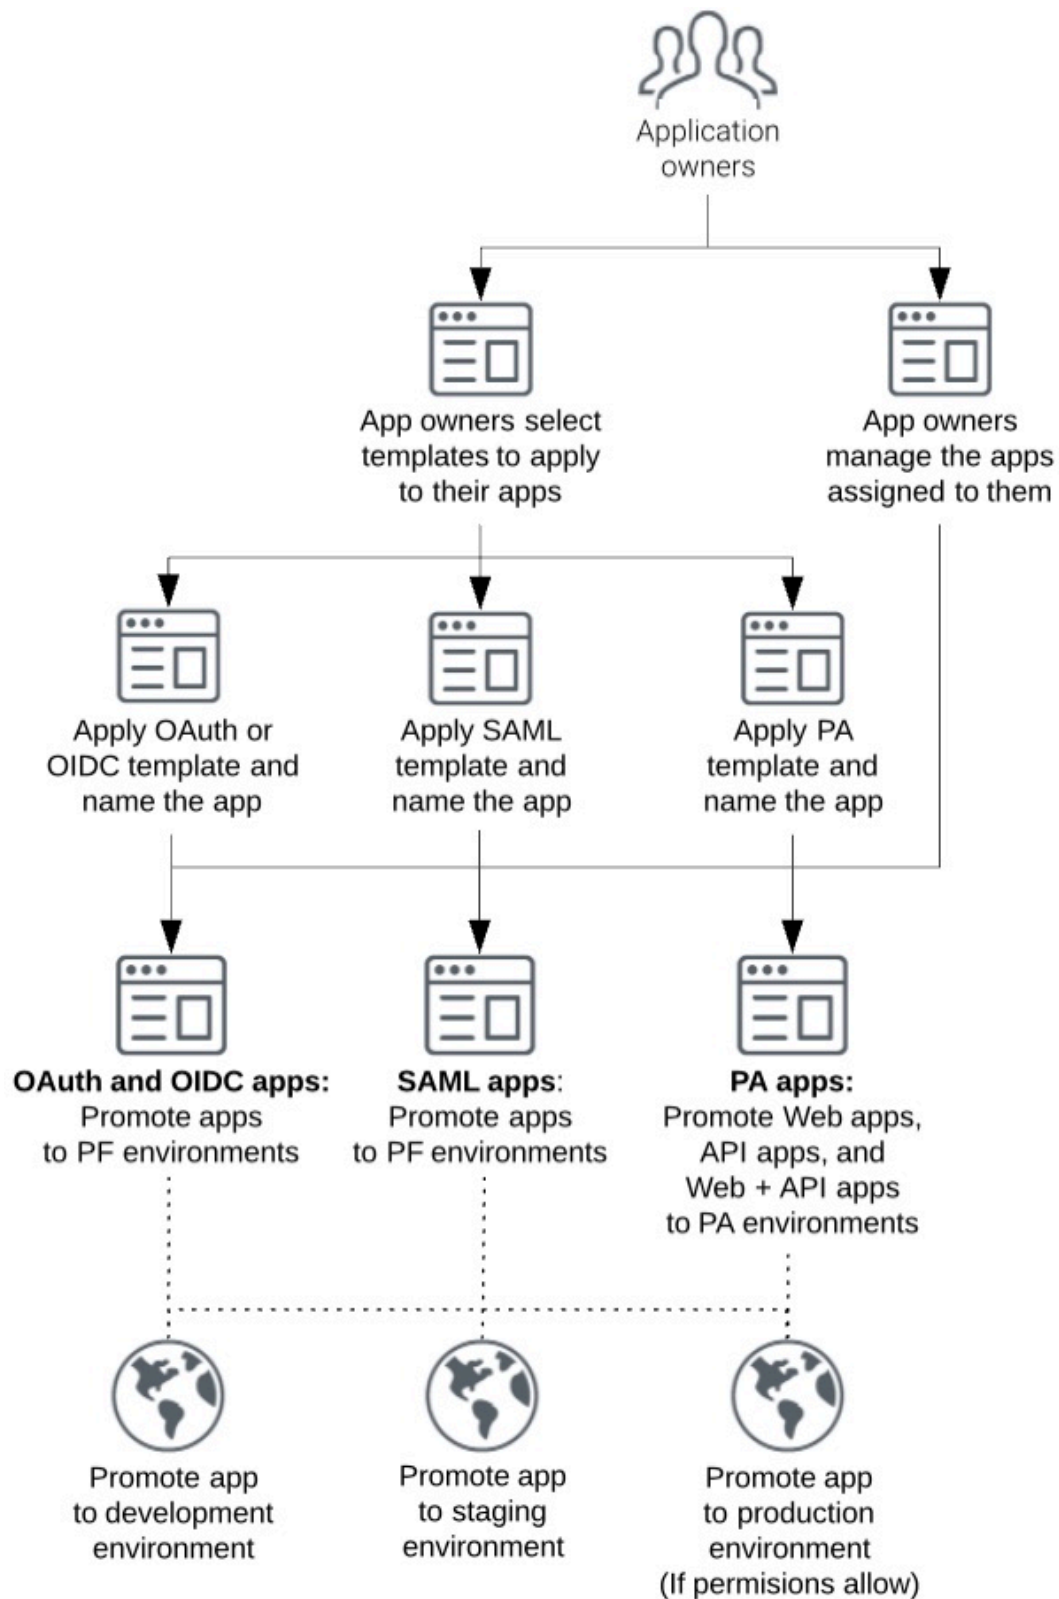 Application
owners
App owners select
templates to apply
to their apps
App owners
manage the apps
assigned to them
Apply OAuth or
OIDC template and
name the app
Apply SAML
template and
name the app
Apply PA
template and
name the app
OAuth and OIDC apps:
Promote apps
to PF environments
SAML apps:
Promote apps
to PF environments
PA apps:
Promote Web apps,
API apps, and
Web + API apps
to PA environments
Promote app
to development
environment
Promote app
to staging
environment
Promote app
to production
environment
(If permisions allow)